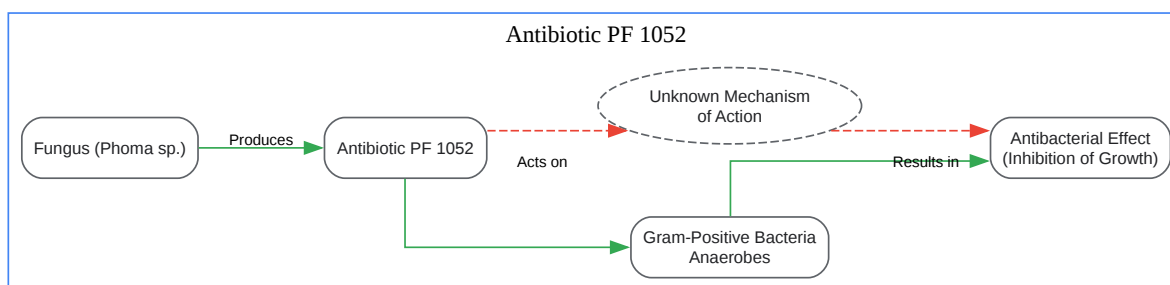 Antibiotic PF 1052
Unknown Mechanism
of Action
Fungus (Phoma sp.)
Produces
Antibiotic PF 1052
Acts on
Results in
Antibacterial Effect
(Inhibition of Growth)
Gram-Positive Bacteria
Anaerobes